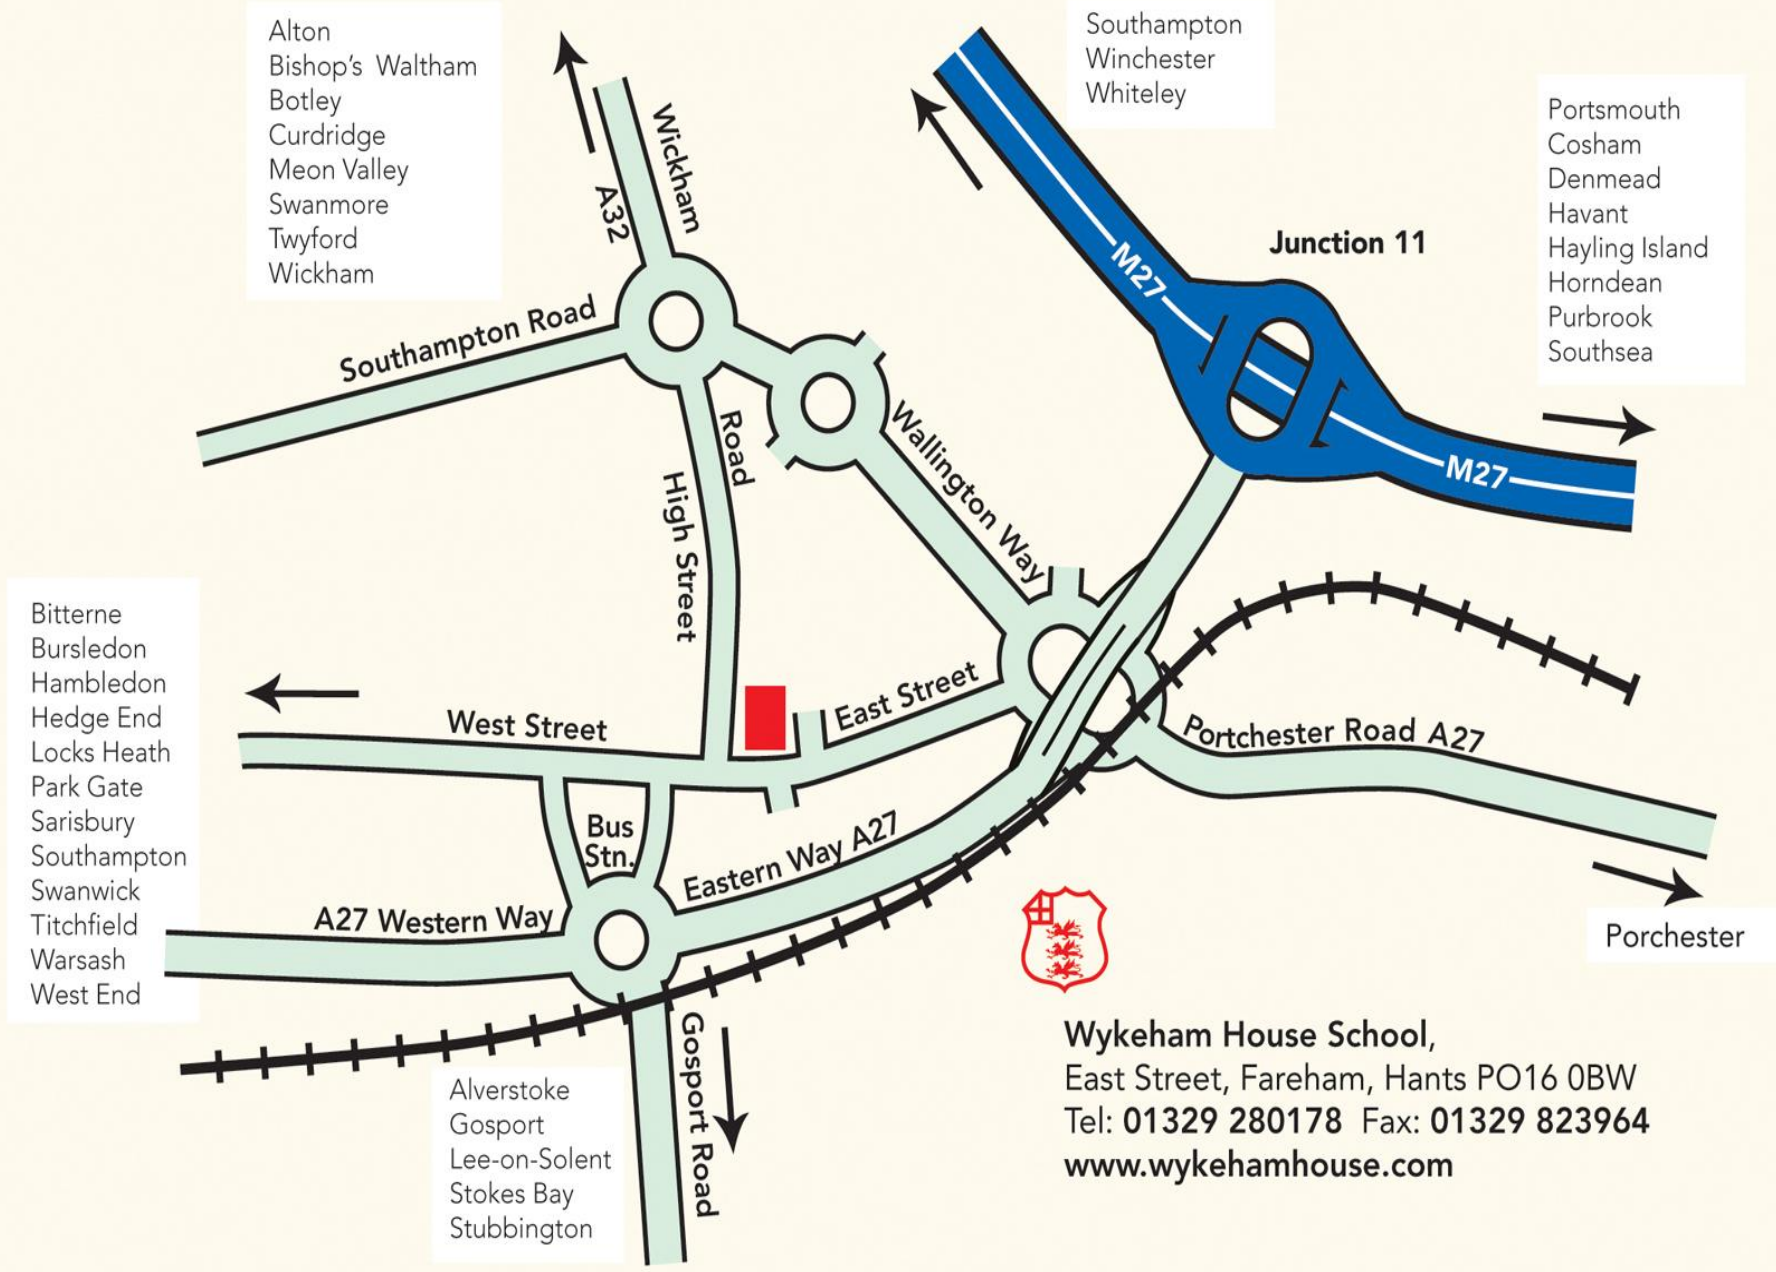 Alton
Bishop's Waltham
Botley
Curdridge
Meon Valley
Swanmore
Twyford
Wickham
Southampton
Winchester
Whiteley
Portsmouth
Cosham
Denmead
Havant
Hayling Island
Horndean
Purbrook
Southsea
Wickham
A32
Road
Southampton Road
M27
Junction 11
M27
Wallington Way
High Street
Bitterne
Bursledon
Hambledon
Hedge End
Locks Heath
Park Gate
Sarisbury
Southampton
Swanwick
Titchfield
Warsash
West End
West Street
East Street
Portchester Road A27
Bus
Stn.
Eastern Way A27
A27 Western Way
Porchester
Gosport Road
Alverstoke
Gosport
Lee-on-Solent
Stokes Bay
Stubbington
Wykeham House School,
East Street, Fareham, Hants PO16 0BW
Tel: 01329 280178 Fax: 01329 823964
www.wykehamhouse.com